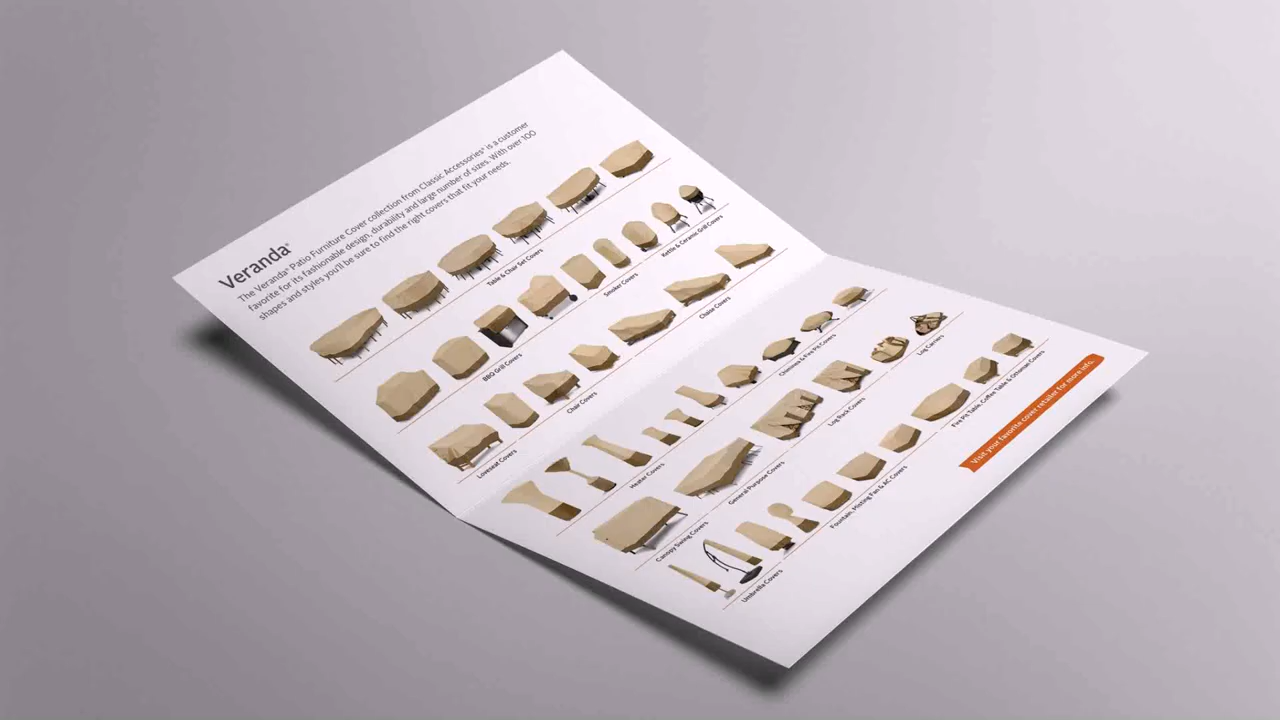 Veranda®
The Veranda® Patio Furniture Cover collection from Classic Accessories® is a customer
favorite for its fashionable design, durability and large number of sizes. With over 100
shapes and styles you'll be sure to find the right covers that fit your needs.
Table & Chair Set Covers
BBQ Grill Covers
Smoker Covers
Kettle & Ceramic Grill Covers
Loveseat Covers
Chair Covers
Chaise Covers
Heater Covers
Chiminea & Fire Pit Covers
Canopy Swing Covers
General Purpose Covers
Log Rack Covers
Log Carriers
Umbrella Covers
Fountain, Misting Fan & AC Covers
Fire Pit Table, Coffee Table & Ottoman Covers
Visit your favorite cover retailer for more info.